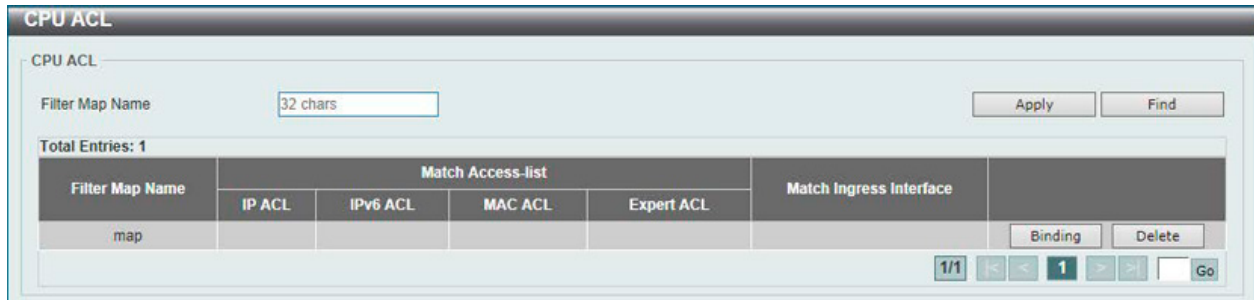 CPU ACL
CPU ACL
Filter Map Name 32 chars Apply Find
Total Entries: 1
Filter Map Name Match Access-list Match Ingress Interface
IP ACL IPv6 ACL MAC ACL Expert ACL
map Binding Delete
1/1 |< < 1 > >| Go